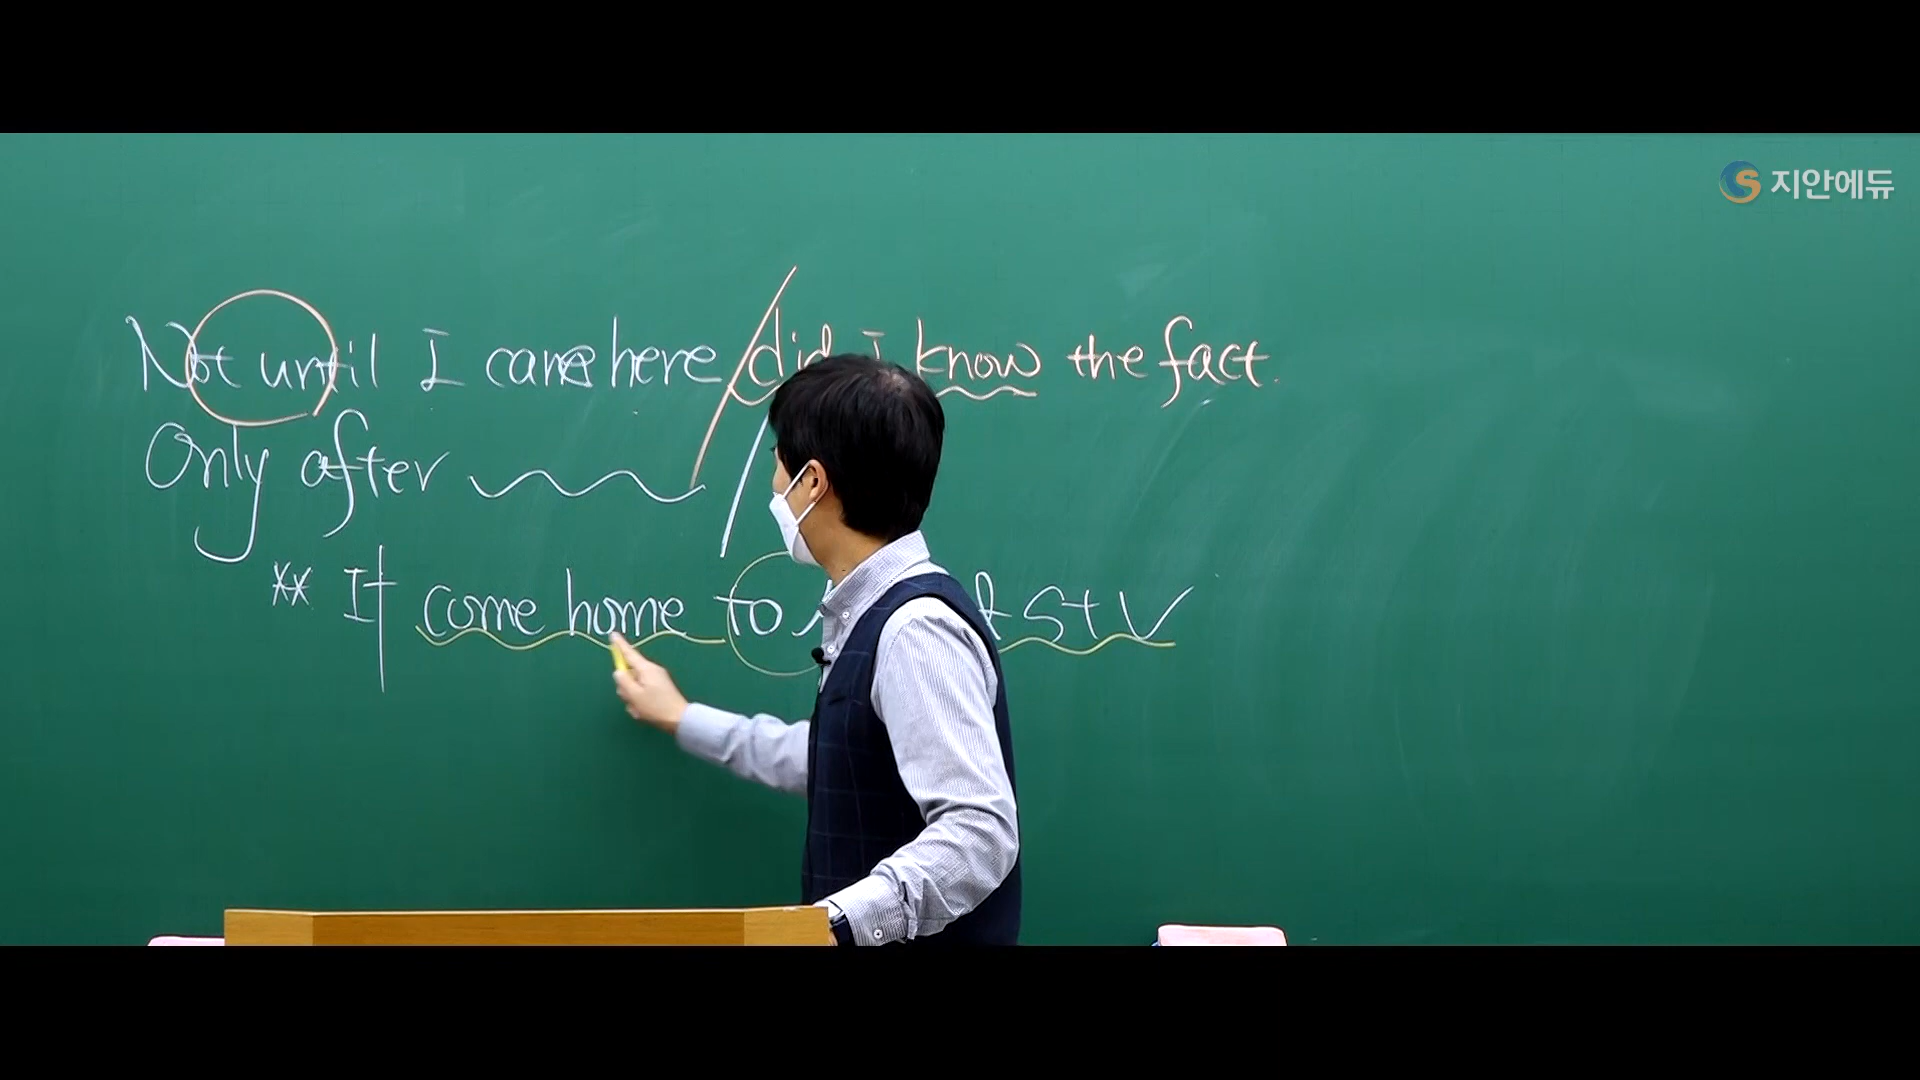 지안에듀
Not until I came here / did I know the fact.
Only after /
** It come home to S+V